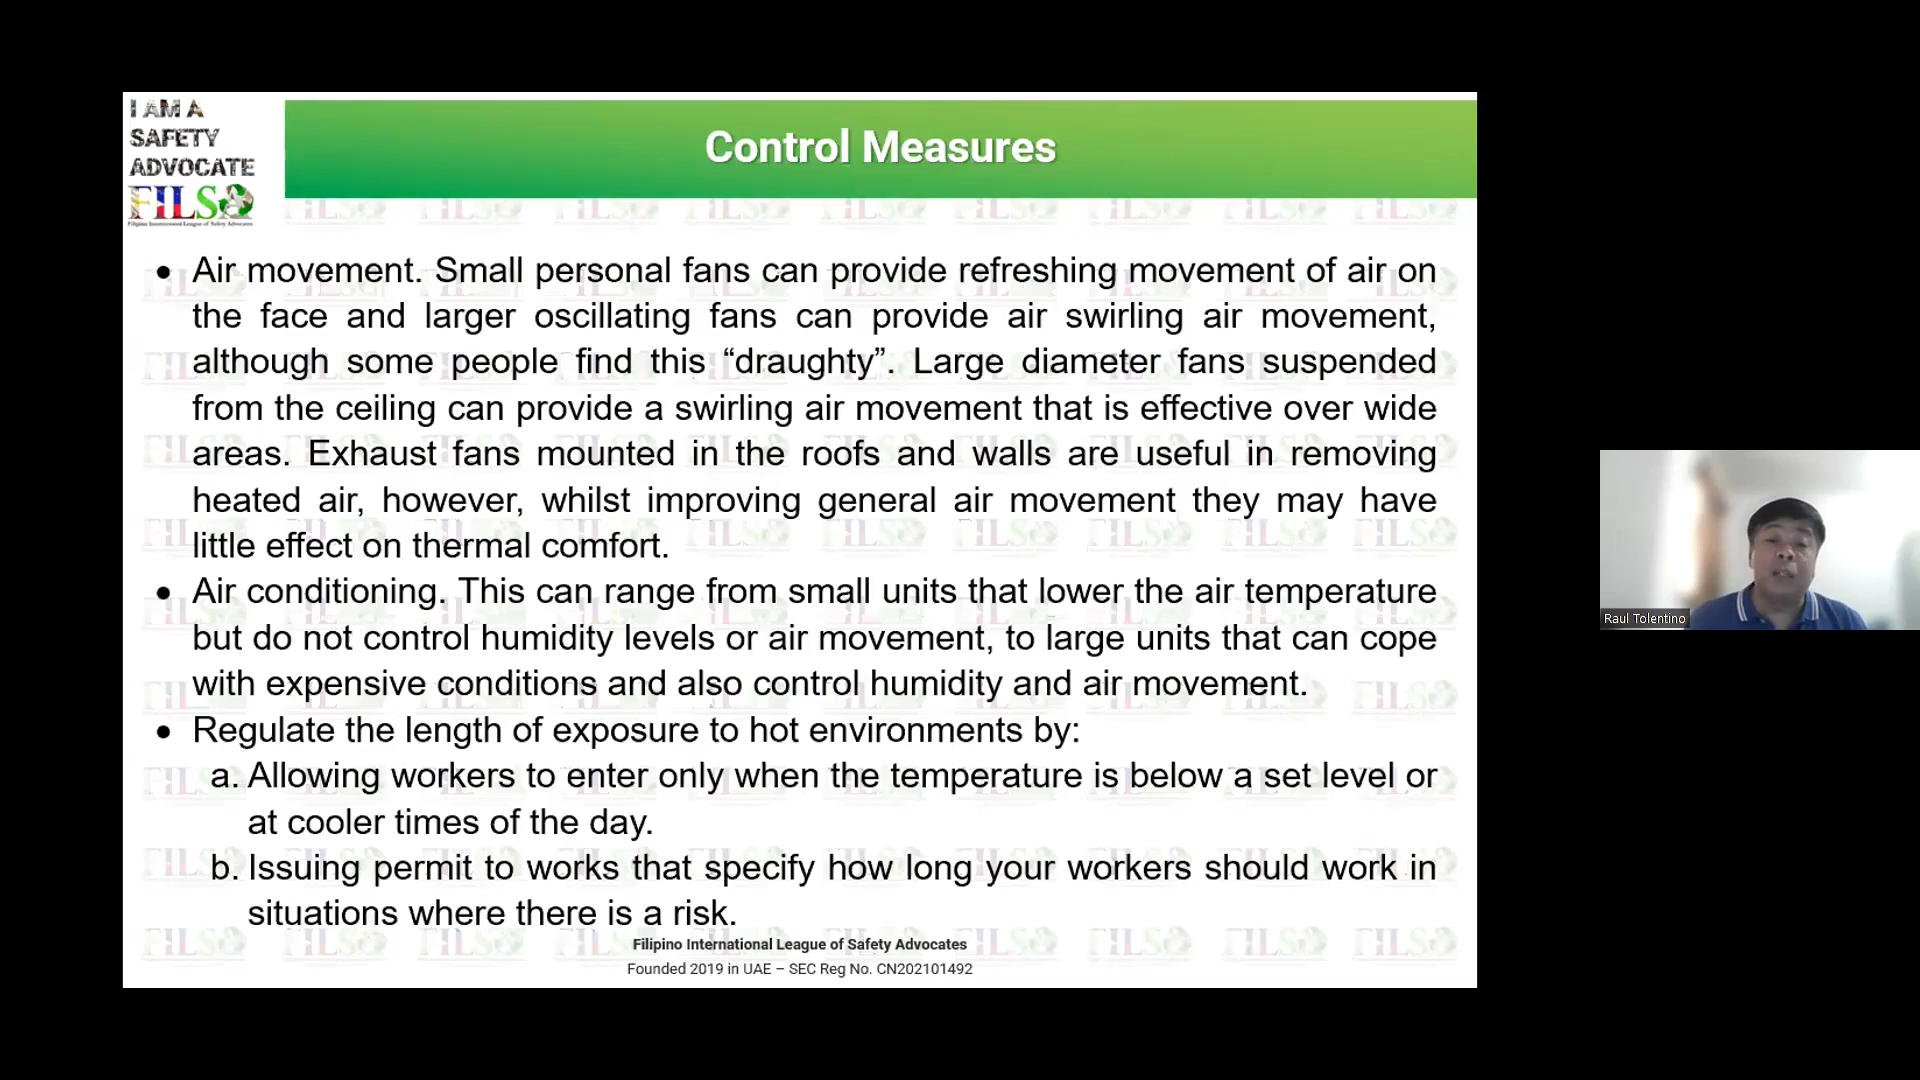 I AM A
SAFETY
ADVOCATE
FILS
Filipino International League of Safety Advocates
Control Measures
● Air movement. Small personal fans can provide refreshing movement of air on
the face and larger oscillating fans can provide air swirling air movement,
although some people find this “draughty”. Large diameter fans suspended
from the ceiling can provide a swirling air movement that is effective over wide
areas. Exhaust fans mounted in the roofs and walls are useful in removing
heated air, however, whilst improving general air movement they may have
little effect on thermal comfort.
● Air conditioning. This can range from small units that lower the air temperature
but do not control humidity levels or air movement, to large units that can cope
with expensive conditions and also control humidity and air movement.
● Regulate the length of exposure to hot environments by:
a. Allowing workers to enter only when the temperature is below a set level or
at cooler times of the day.
b. Issuing permit to works that specify how long your workers should work in
situations where there is a risk.
Filipino International League of Safety Advocates
Founded 2019 in UAE – SEC Reg No. CN202101492
Raul Tolentino